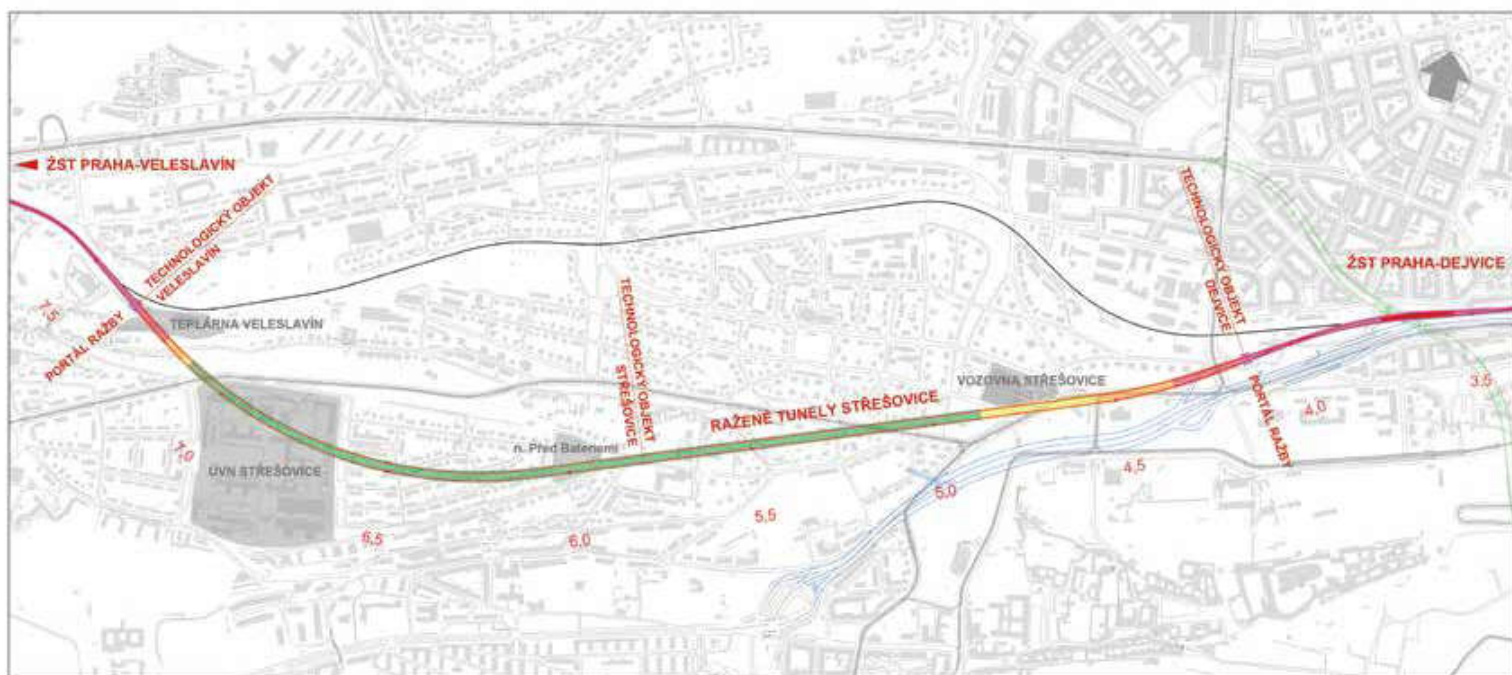 ŽST PRAHA-VELESLAVÍN
TECHNOLOGICKÝ OBJEKT
VELESLAVÍN
7,5
PORTÁL RAŽBY
TEPLÁRNA VELESLAVÍN
7,0
ÚVN STŘEŠOVICE
6,5
n. Před Bateriemi
6,0
TECHNOLOGICKÝ OBJEKT
STŘEŠOVICE
RAŽENÉ TUNELY STŘEŠOVICE
5,5
VOZOVNA STŘEŠOVICE
5,0
4,5
TECHNOLOGICKÝ OBJEKT
DEJVICE
PORTÁL RAŽBY
4,0
ŽST PRAHA-DEJVICE
3,5